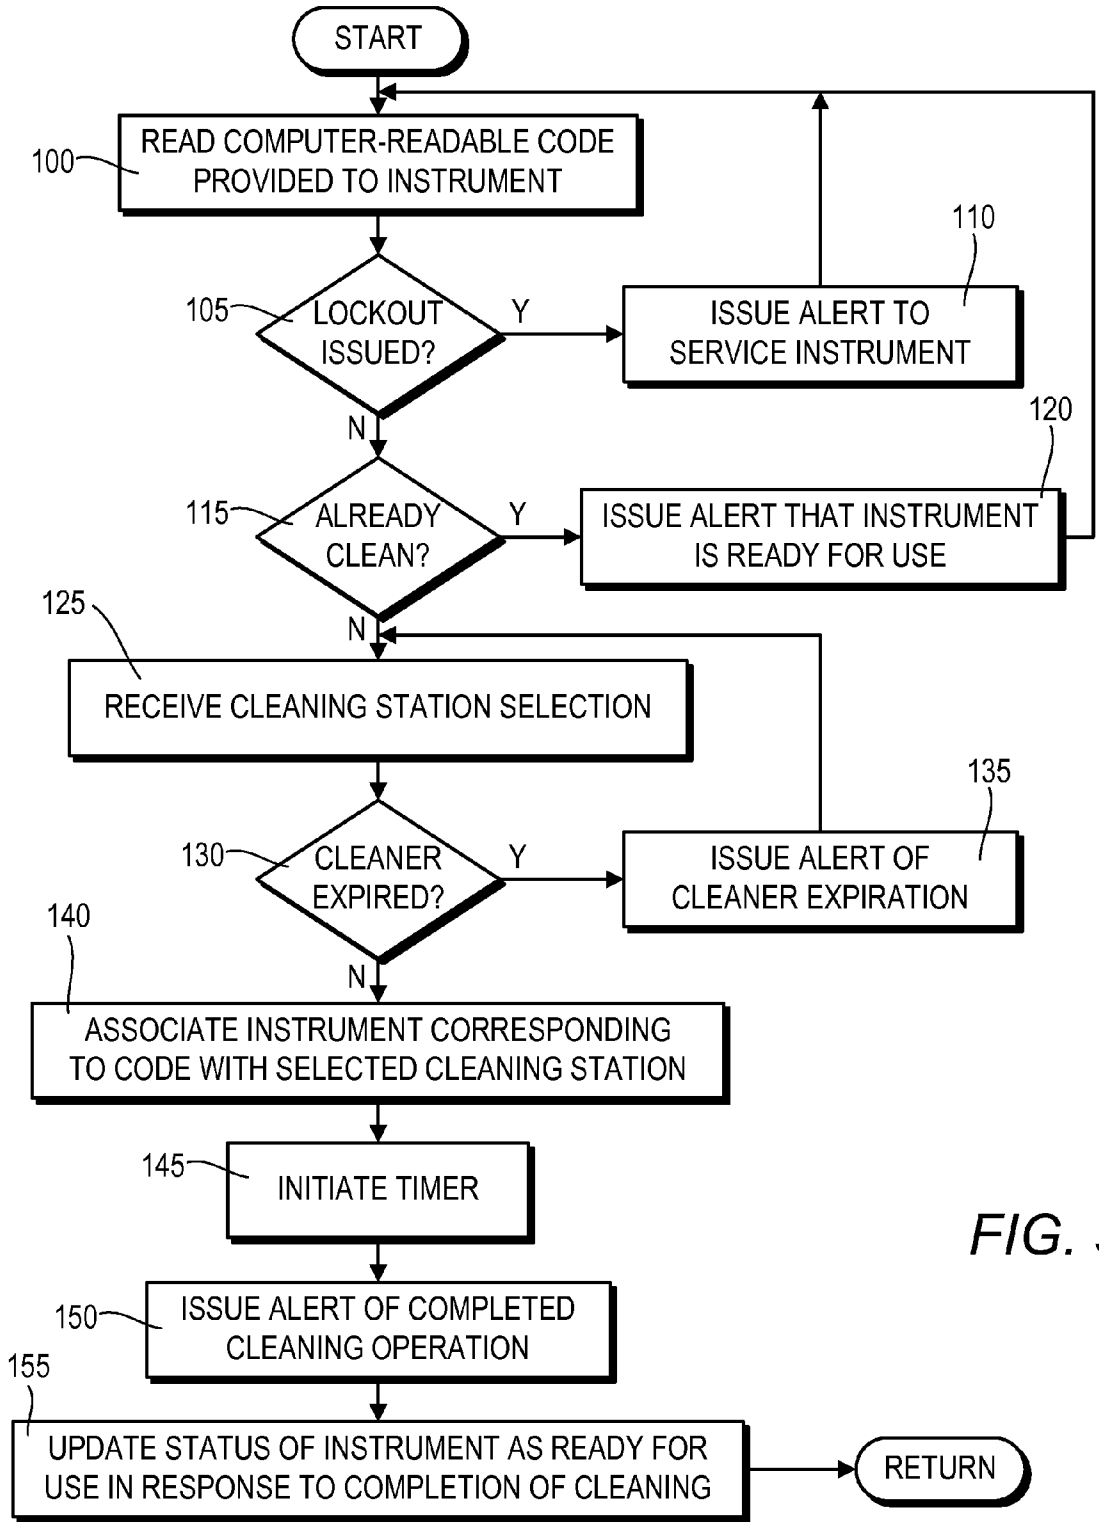 START
READ COMPUTER-READABLE CODE
PROVIDED TO INSTRUMENT
100
LOCKOUT
ISSUED?
105
Y
N
110
ISSUE ALERT TO
SERVICE INSTRUMENT
ALREADY
CLEAN?
115
Y
N
120
ISSUE ALERT THAT INSTRUMENT
IS READY FOR USE
125
RECEIVE CLEANING STATION SELECTION
CLEANER
EXPIRED?
130
Y
N
135
ISSUE ALERT OF
CLEANER EXPIRATION
140
ASSOCIATE INSTRUMENT CORRESPONDING
TO CODE WITH SELECTED CLEANING STATION
145
INITIATE TIMER
FIG.
150
ISSUE ALERT OF COMPLETED
CLEANING OPERATION
155
UPDATE STATUS OF INSTRUMENT AS READY FOR
USE IN RESPONSE TO COMPLETION OF CLEANING
RETURN